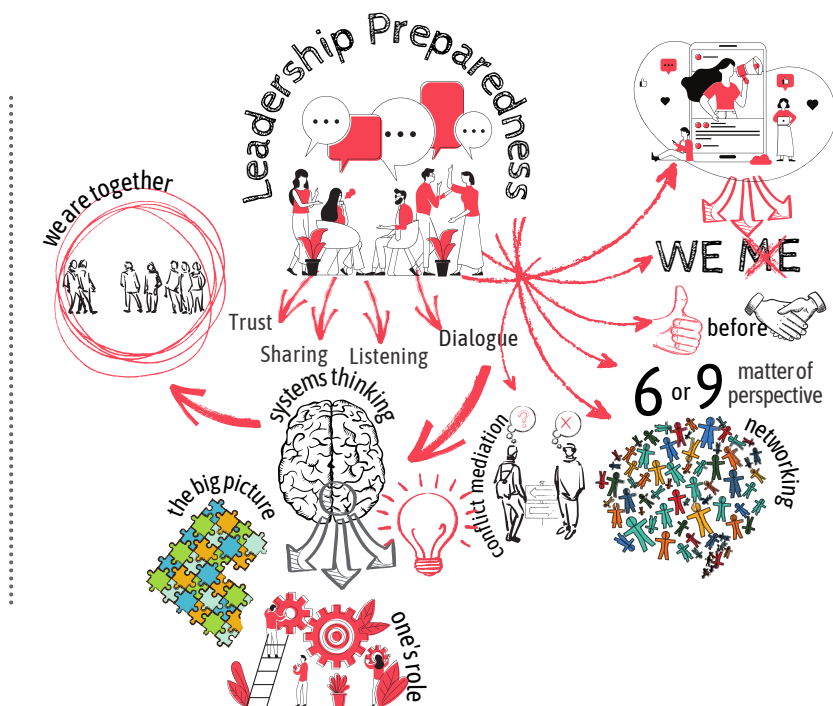 Leadership Preparedness
we are together
Trust
Sharing
Listening
Dialogue
WE ME
before
6 or 9
matter of
perspective
systems thinking
conflict mediation
networking
the big picture
one's role